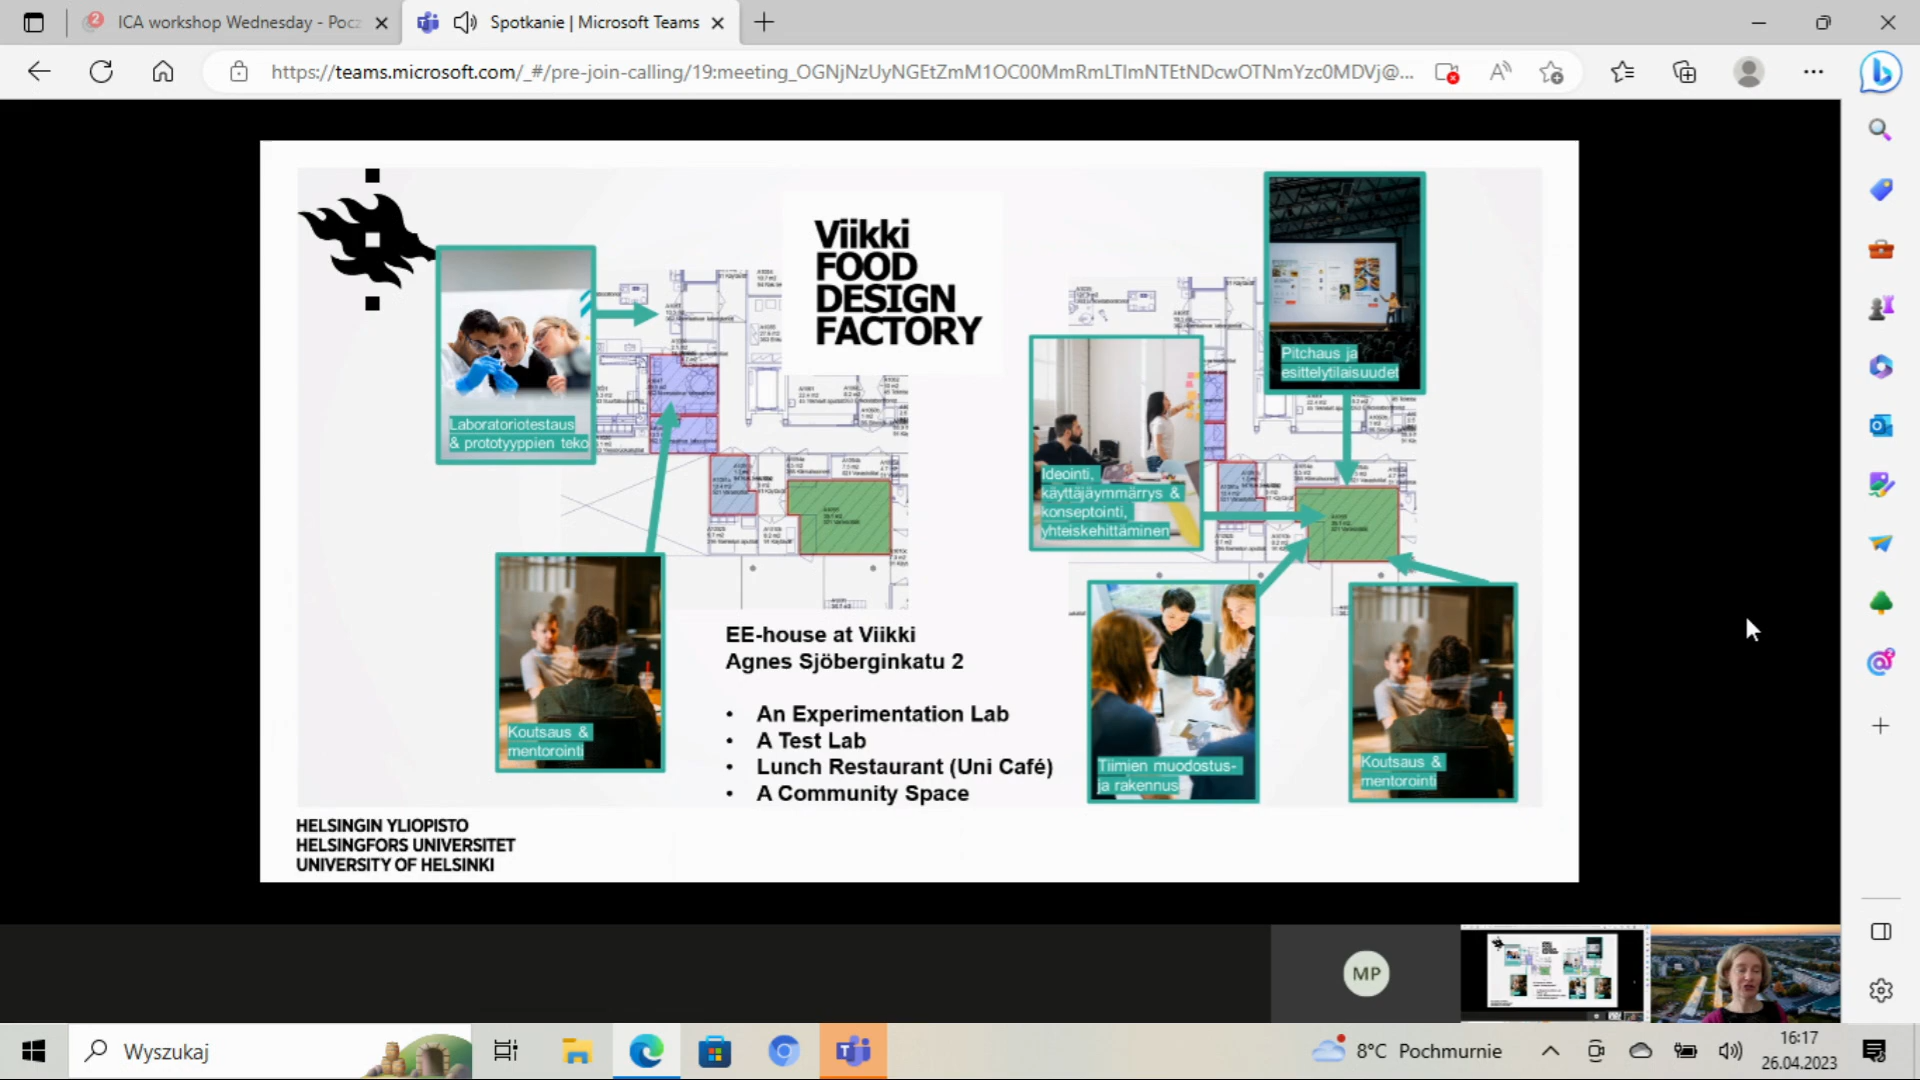 ICA workshop Wednesday - Pocz
Spotkanie | Microsoft Teams
https://teams.microsoft.com/_#/pre-join-calling/19:meeting_OGNjNzUyNGEtZmM1OC00MmRmLTlmNTEtNDcwOTNmYzc0MDVj@...
Viikki
FOOD
DESIGN
FACTORY
Laboratoriotestaus
& prototyyppien teko
Koutsaus &
mentorointi
Pitchaus ja
esittelytilaisuudet
Ideointi,
käyttäjäymmärrys &
konseptointi,
yhteiskehittäminen
Tiimien muodostus-
ja rakennus
Koutsaus &
mentorointi
EE-house at Viikki
Agnes Sjöberginkatu 2
• An Experimentation Lab
• A Test Lab
• Lunch Restaurant (Uni Café)
• A Community Space
HELSINGIN YLIOPISTO
HELSINGFORS UNIVERSITET
UNIVERSITY OF HELSINKI
MP
Wyszukaj
8°C Pochmurnie
16:17
26.04.2023